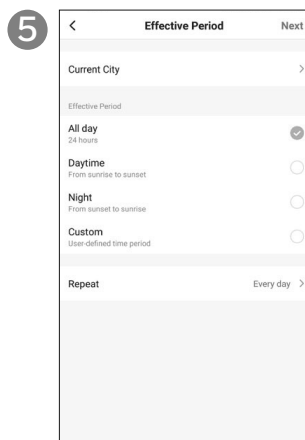 5
Effective Period Next
Current City
Effective Period
All day
24 hours
Daytime
From sunrise to sunset
Night
From sunset to sunrise
Custom
User-defined time period
Repeat Every day